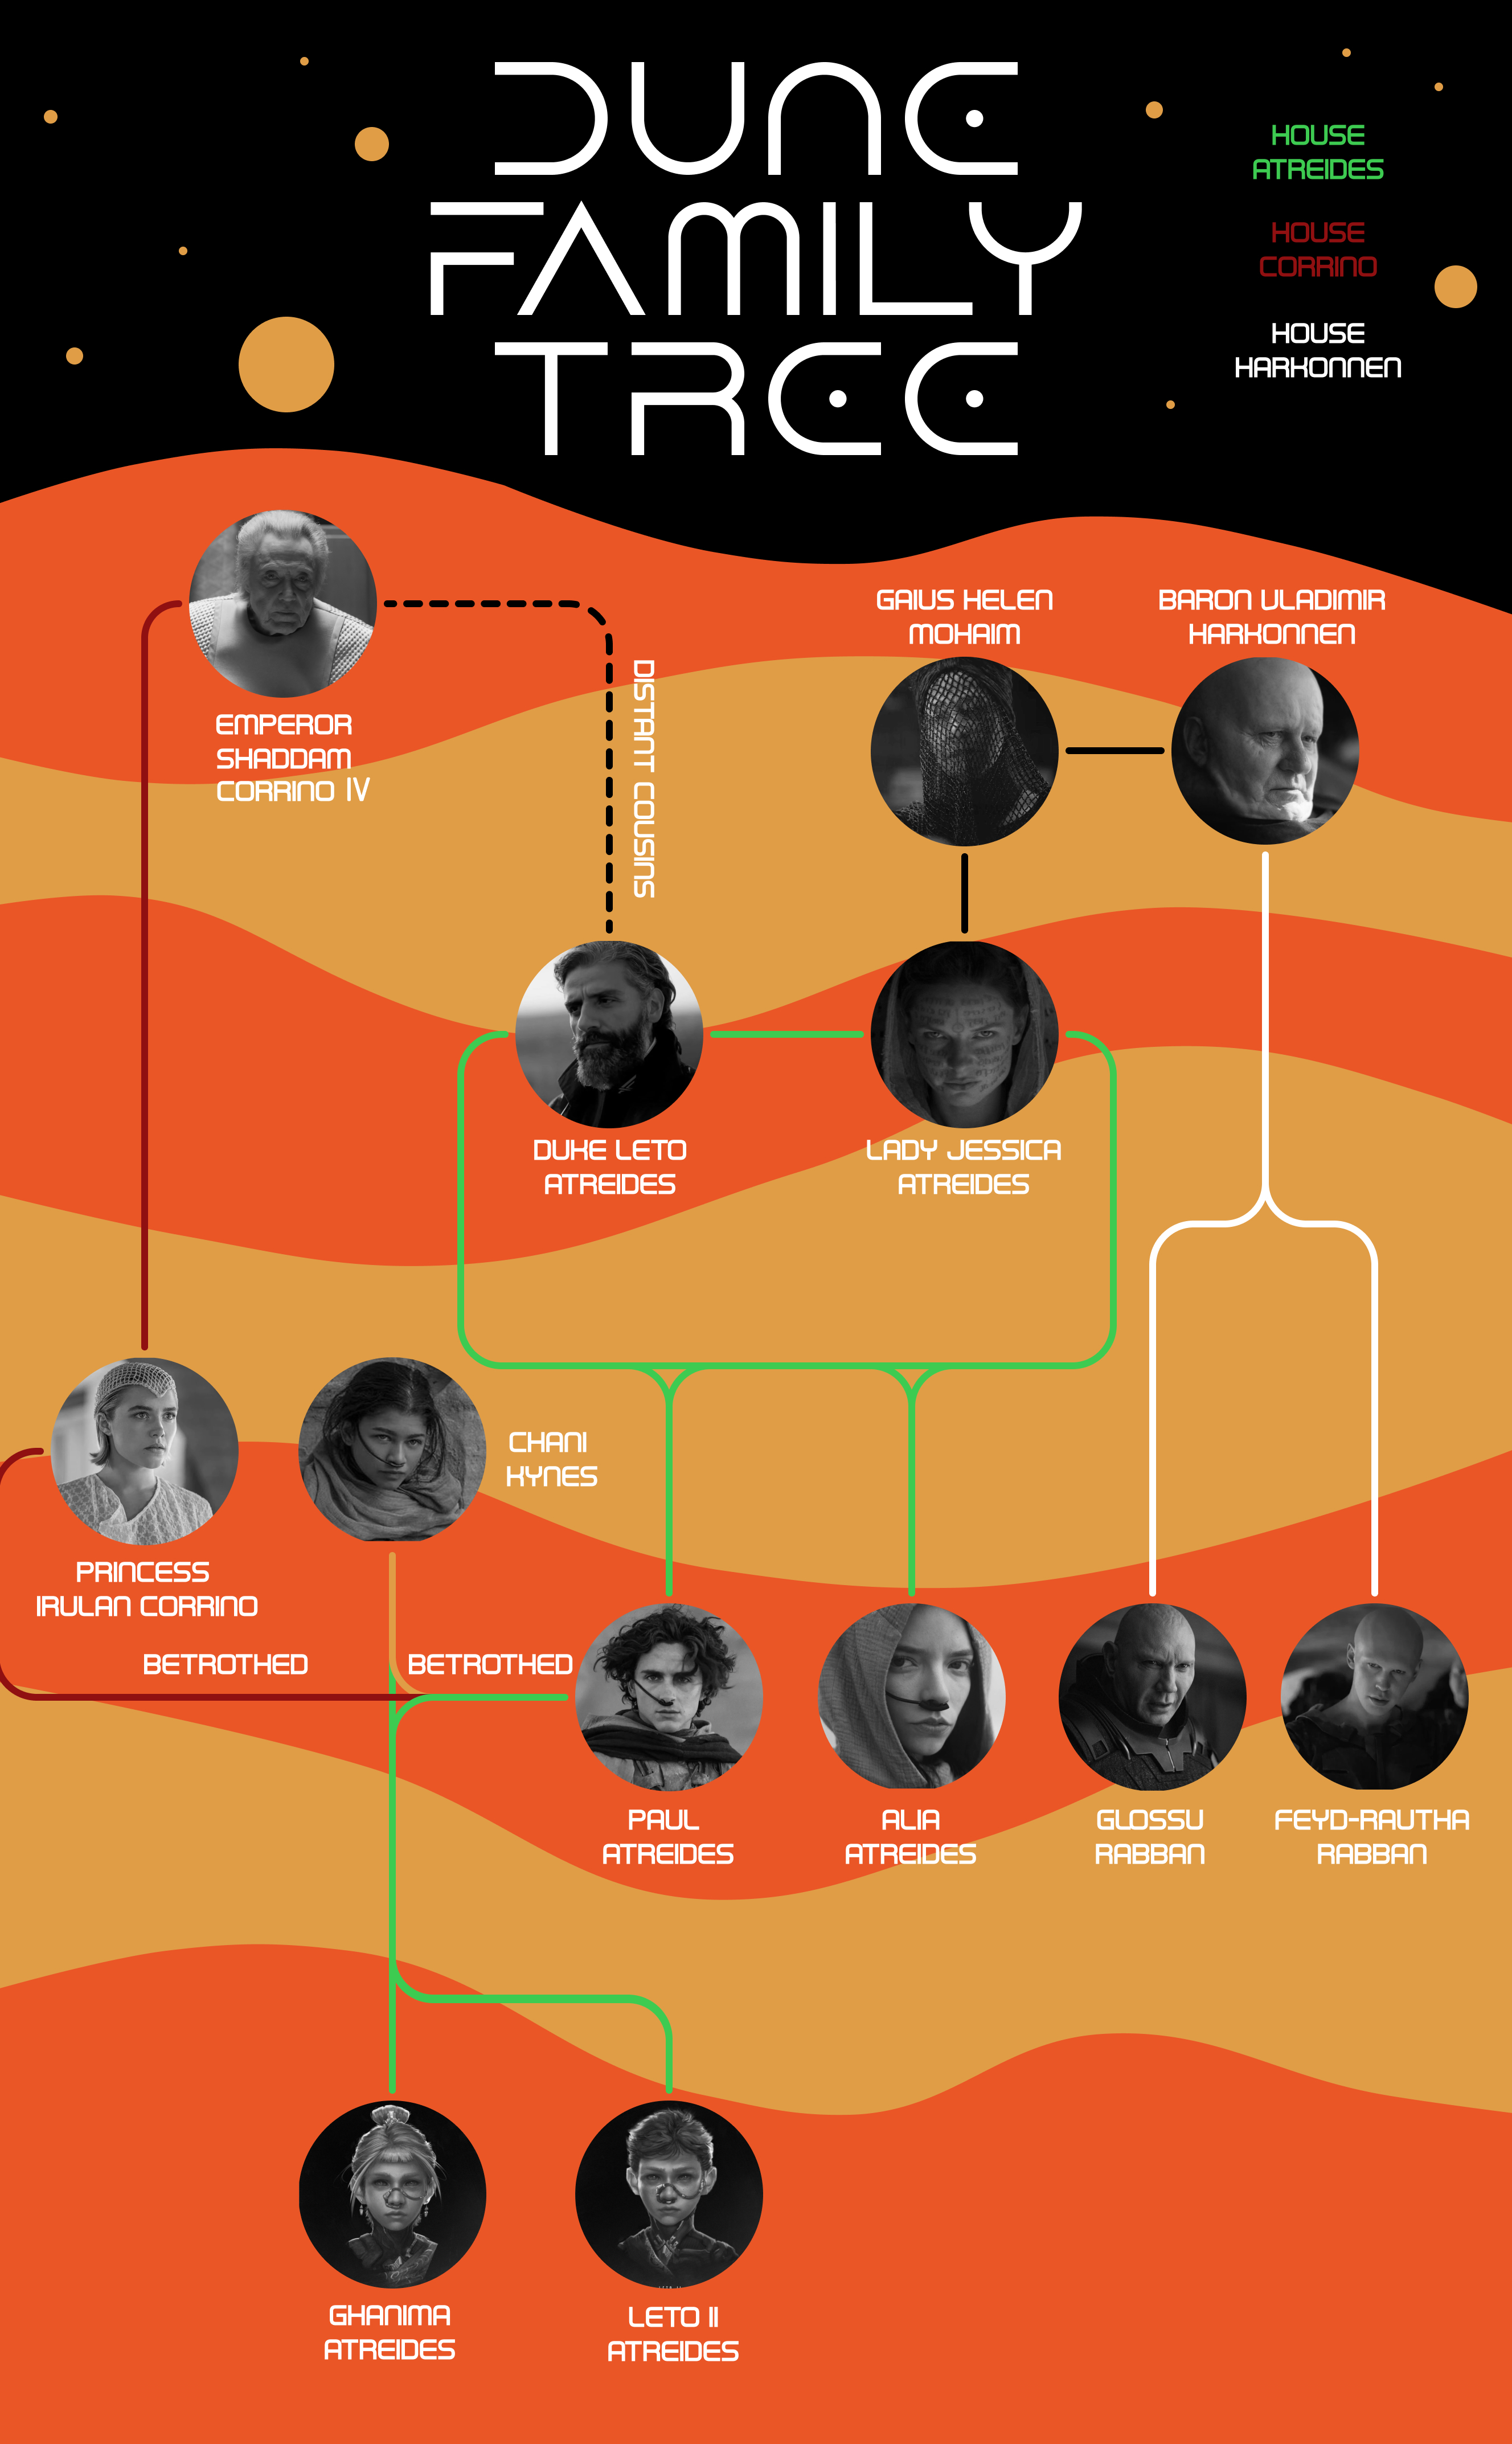 DUNE
FAMILY
TREE
HOUSE
ATREIDES
HOUSE
CORRINO
HOUSE
HARKONNEN
EMPEROR
SHADDAM
CORRINO IV
DISTANT COUSINS
GAIUS HELEN
MOHAIM
BARON VLADIMIR
HARKONNEN
DUKE LETO
ATREIDES
LADY JESSICA
ATREIDES
PRINCESS
IRULAN CORRINO
CHANI
KYNES
BETROTHED
BETROTHED
PAUL
ATREIDES
ALIA
ATREIDES
GLOSSU
RABBAN
FEYD-RAUTHA
RABBAN
GHANIMA
ATREIDES
LETO II
ATREIDES